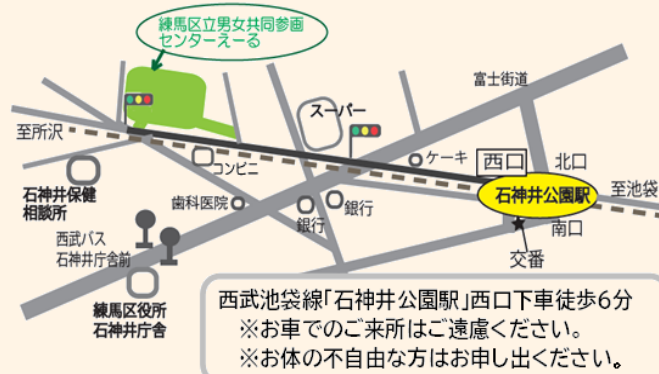 練馬区立男女共同参画
センターえーる
富士街道
スーパー
至所沢
ケーキ
西口
北口
コンビニ
石神井公園駅
至池袋
石神井保健
相談所
歯科医院
銀行
銀行
南口
西武バス
石神井庁舎前
交番
練馬区役所
石神井庁舎
西武池袋線「石神井公園駅」西口下車徒歩6分
※お車でのご来所はご遠慮ください。
※お体の不自由な方はお申し出ください。